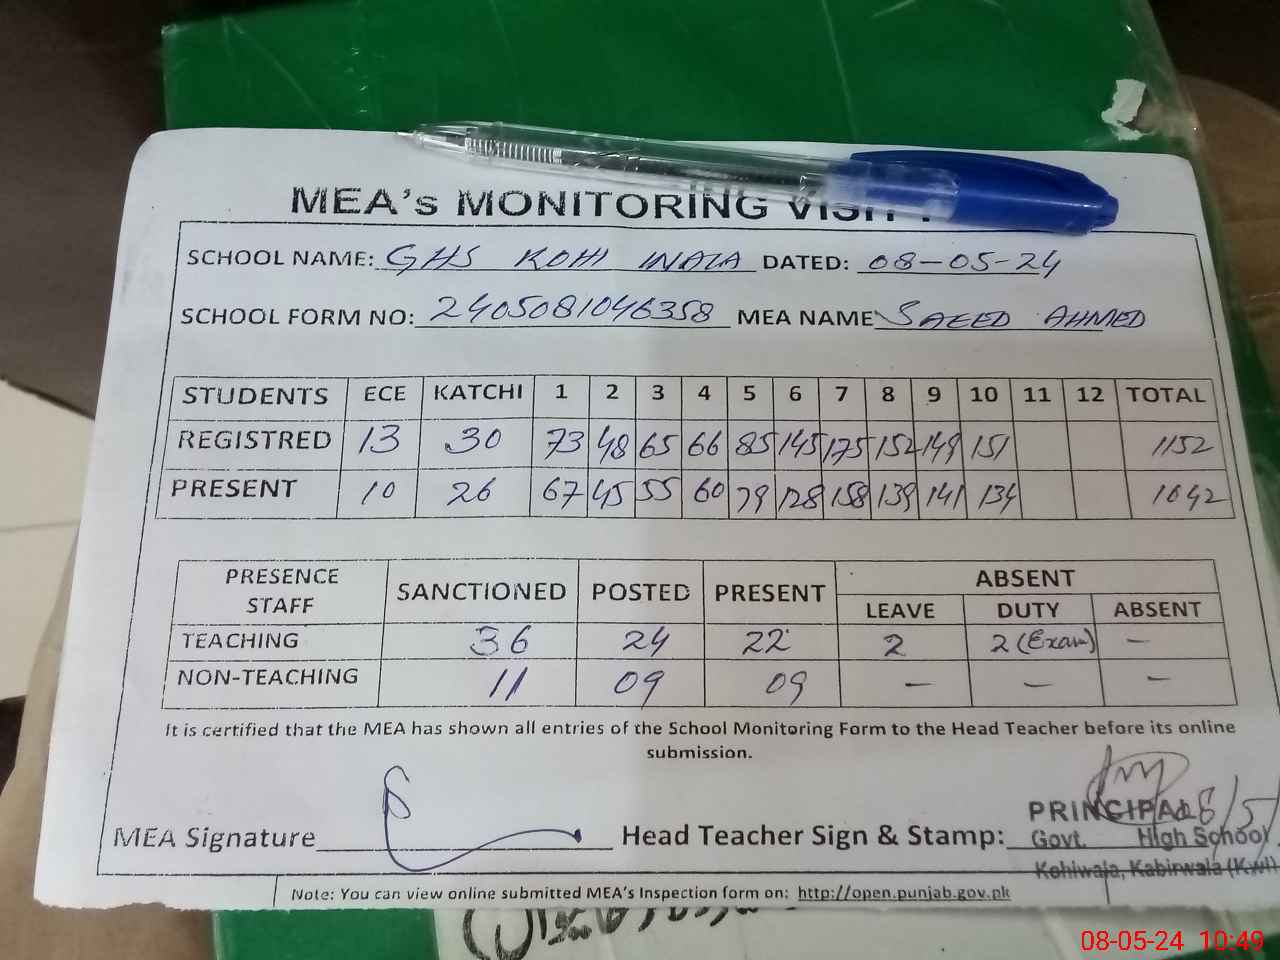 MEA's MONITORING VISIT
SCHOOL NAME: GHS KOHI WALA DATED: 08-05-24
SCHOOL FORM NO: 2405081046358 MEA NAME SAEED AHMED
STUDENTS ECE KATCHI 1 2 3 4 5 6 7 8 9 10 11 12 TOTAL
REGISTRED 13 30 73 48 65 66 85 145 175 152 149 151 1152
PRESENT 10 26 67 45 55 60 79 128 158 139 141 134 1042
PRESENCE STAFF SANCTIONED POSTED PRESENT ABSENT
LEAVE DUTY ABSENT
TEACHING 36 24 22 2 2 (Exam) -
NON-TEACHING 11 09 09 - - -
It is certified that the MEA has shown all entries of the School Monitoring Form to the Head Teacher before its online
submission.
MEA Signature Head Teacher Sign & Stamp:
PRINCIPAL 8/5/
Govt. High School
Kohiwala, Kabirwala (Kwl)
Note: You can view online submitted MEA's Inspection form on: http://open.punjab.gov.pk
08-05-24 10:49